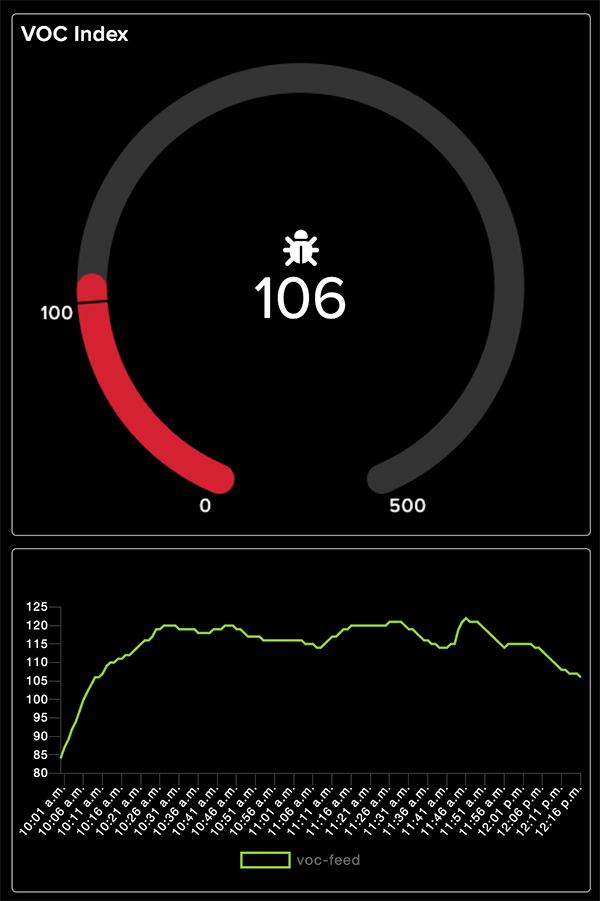 VOC Index
106
100
0
500
125
120
115
110
105
100
95
90
85
80
10:01 a.m.
10:06 a.m.
10:11 a.m.
10:16 a.m.
10:21 a.m.
10:26 a.m.
10:31 a.m.
10:36 a.m.
10:41 a.m.
10:46 a.m.
10:51 a.m.
10:56 a.m.
11:01 a.m.
11:06 a.m.
11:11 a.m.
11:16 a.m.
11:21 a.m.
11:26 a.m.
11:31 a.m.
11:36 a.m.
11:41 a.m.
11:46 a.m.
11:51 a.m.
11:56 a.m.
12:01 p.m.
12:06 p.m.
12:11 p.m.
12:16 p.m.
voc-feed